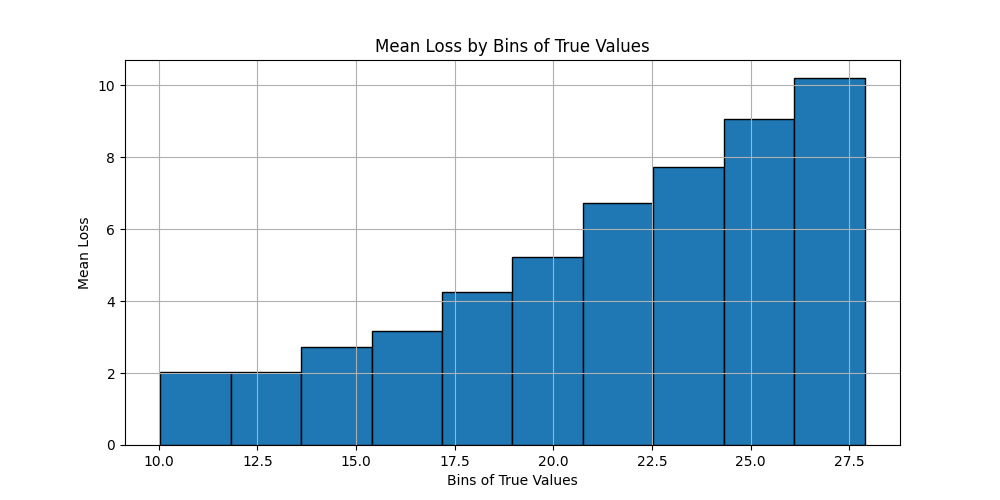 Mean Loss by Bins of True Values
10
8
6
4
2
0
Mean Loss
10.0 12.5 15.0 17.5 20.0 22.5 25.0 27.5
Bins of True Values